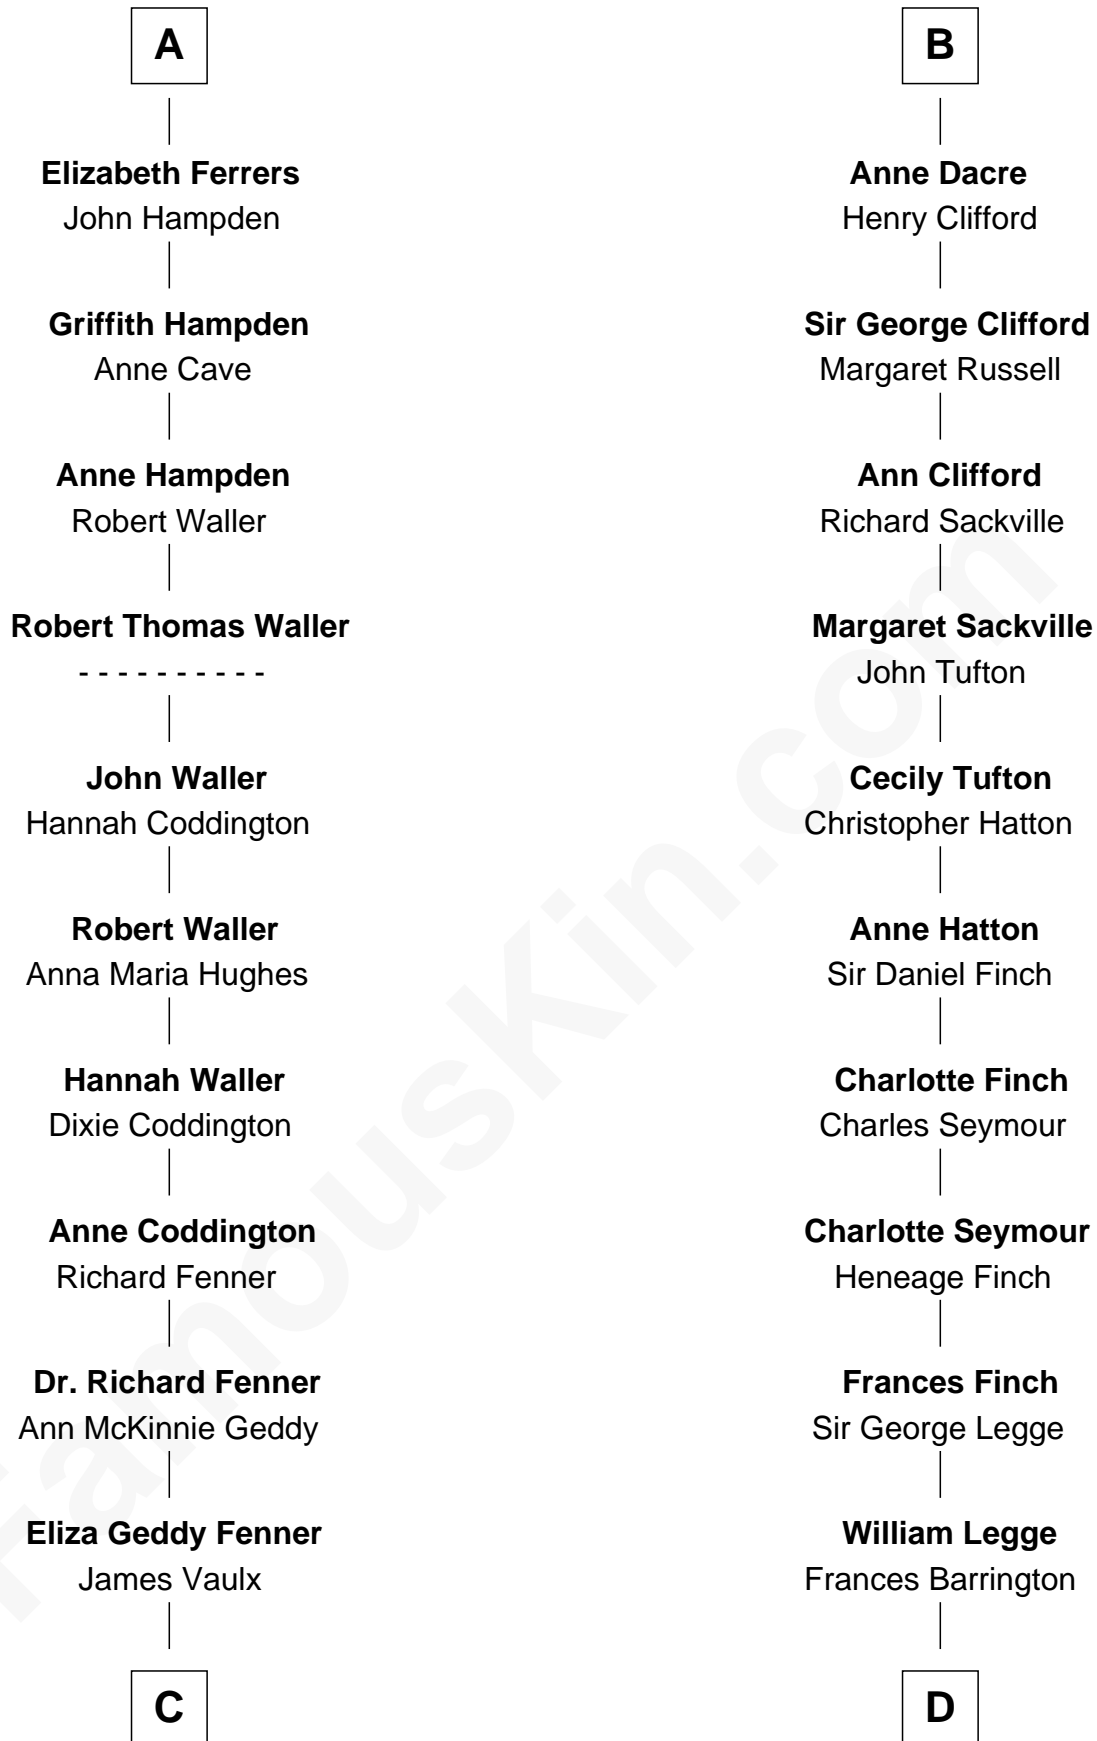 A
Elizabeth Ferrers
John Hampden
Griffith Hampden
Anne Cave
Anne Hampden
Robert Waller
Robert Thomas Waller
- - - - - - - - - -
John Waller
Hannah Coddington
Robert Waller
Anna Maria Hughes
Hannah Waller
Dixie Coddington
Anne Coddington
Richard Fenner
Dr. Richard Fenner
Ann McKinnie Geddy
Eliza Geddy Fenner
James Vaulx
C
B
Anne Dacre
Henry Clifford
Sir George Clifford
Margaret Russell
Ann Clifford
Richard Sackville
Margaret Sackville
John Tufton
Cecily Tufton
Christopher Hatton
Anne Hatton
Sir Daniel Finch
Charlotte Finch
Charles Seymour
Charlotte Seymour
Heneage Finch
Frances Finch
Sir George Legge
William Legge
Frances Barrington
D
FamousKin.com